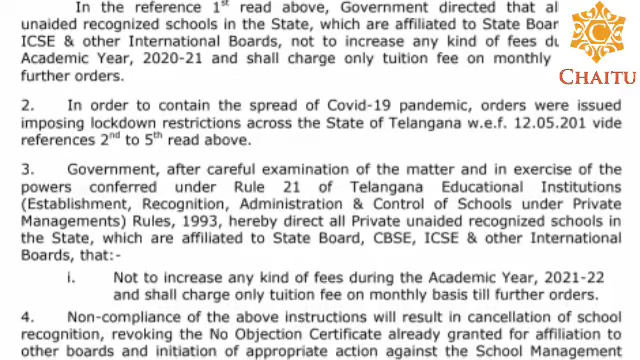 In the reference 1st read above, Government directed that al
unaided recognized schools in the State, which are affiliated to State Boar
ICSE & other International Boards, not to increase any kind of fees du
Academic Year, 2020-21 and shall charge only tuition fee on monthly
further orders.
CHAITU
2. In order to contain the spread of Covid-19 pandemic, orders were issued
imposing lockdown restrictions across the State of Telangana w.e.f. 12.05.201 vide
references 2nd to 5th read above.
3. Government, after careful examination of the matter and in exercise of the
powers conferred under Rule 21 of Telangana Educational Institutions
(Establishment, Recognition, Administration & Control of Schools under Private
Managements) Rules, 1993, hereby direct all Private unaided recognized schools in
the State, which are affiliated to State Board, CBSE, ICSE & other International
Boards, that:-
i. Not to increase any kind of fees during the Academic Year, 2021-22
and shall charge only tuition fee on monthly basis till further orders.
4. Non-compliance of the above instructions will result in cancellation of school
recognition, revoking the No Objection Certificate already granted for affiliation to
other boards and initiation of appropriate action against the School Management